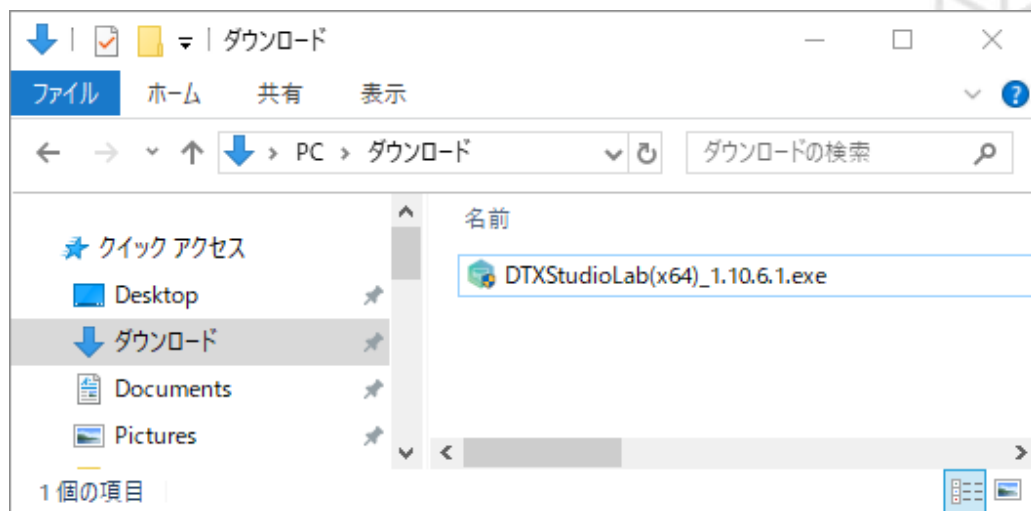 ダウンロード
ファイル ホーム 共有 表示
PC › ダウンロード ダウンロードの検索
名前
クイック アクセス
DTXStudioLab(x64)_1.10.6.1.exe
Desktop
ダウンロード
Documents
Pictures
1 個の項目